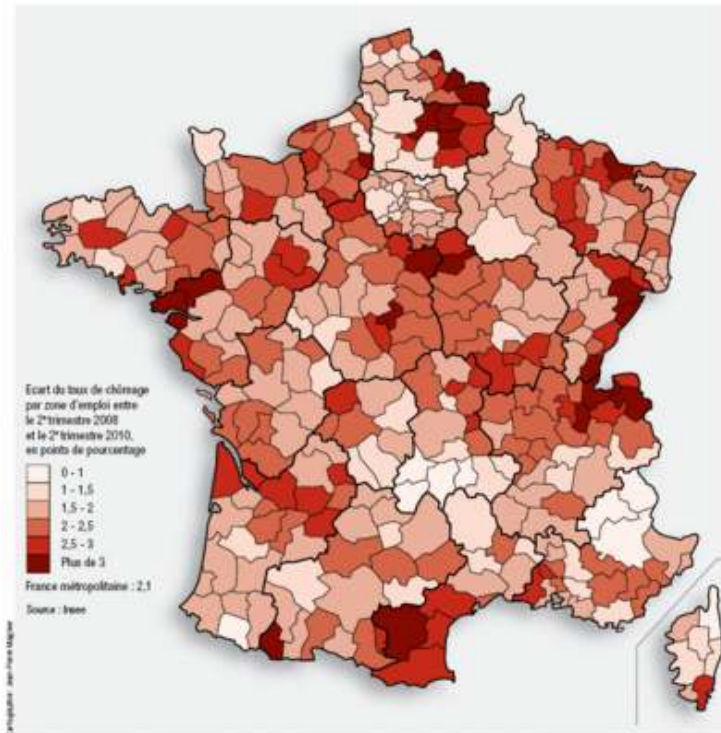 Ecart du taux de chômage
par zone d'emploi entre
le 2e trimestre 2008
et le 2e trimestre 2010,
en points de pourcentage
0 - 1
1 - 1,5
1,5 - 2
2 - 2,5
2,5 - 3
Plus de 3
France métropolitaine : 2,1
Source : Insee